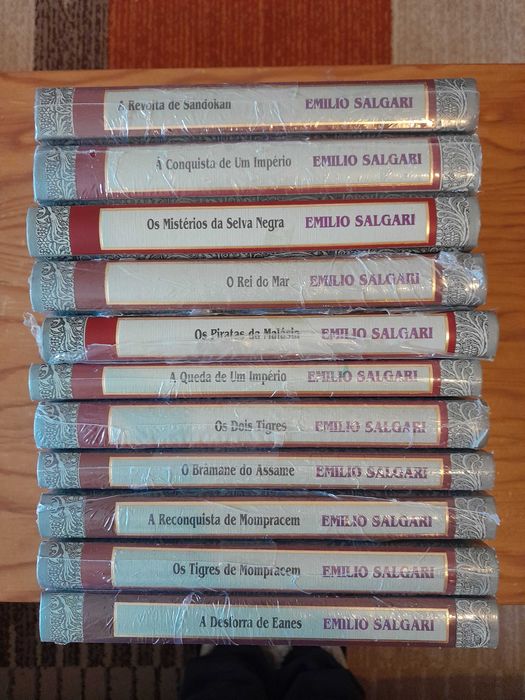 A Revolta de Sandokan EMILIO SALGARI
A Conquista de Um Império EMILIO SALGARI
Os Mistérios da Selva Negra EMILIO SALGARI
O Rei do Mar EMILIO SALGARI
Os Piratas da Malásia EMILIO SALGARI
A Queda de Um Império EMILIO SALGARI
Os Dois Tigres EMILIO SALGARI
O Brâmane do Assame EMILIO SALGARI
A Reconquista de Mompracem EMILIO SALGARI
Os Tigres de Mompracem EMILIO SALGARI
A Desforra de Eanes EMILIO SALGARI